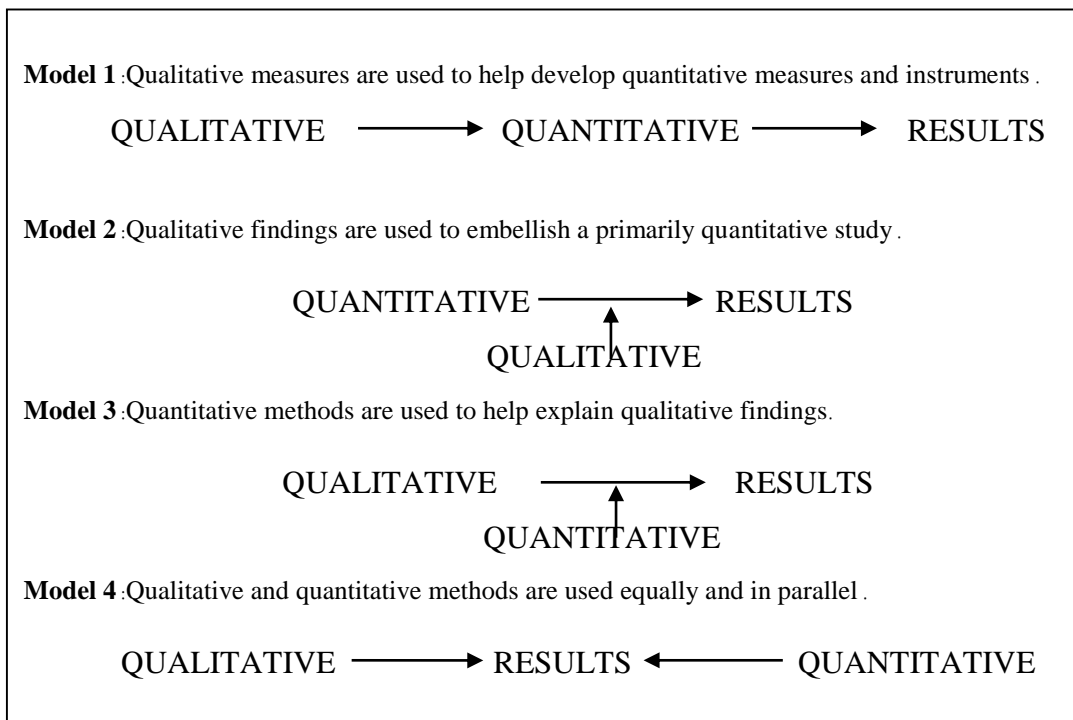 Model 1 :Qualitative measures are used to help develop quantitative measures and instruments .
QUALITATIVE QUANTITATIVE RESULTS
Model 2 :Qualitative findings are used to embellish a primarily quantitative study .
QUANTITATIVE RESULTS
QUALITATIVE
Model 3 :Quantitative methods are used to help explain qualitative findings.
QUALITATIVE RESULTS
QUANTITATIVE
Model 4 :Qualitative and quantitative methods are used equally and in parallel .
QUALITATIVE RESULTS QUANTITATIVE